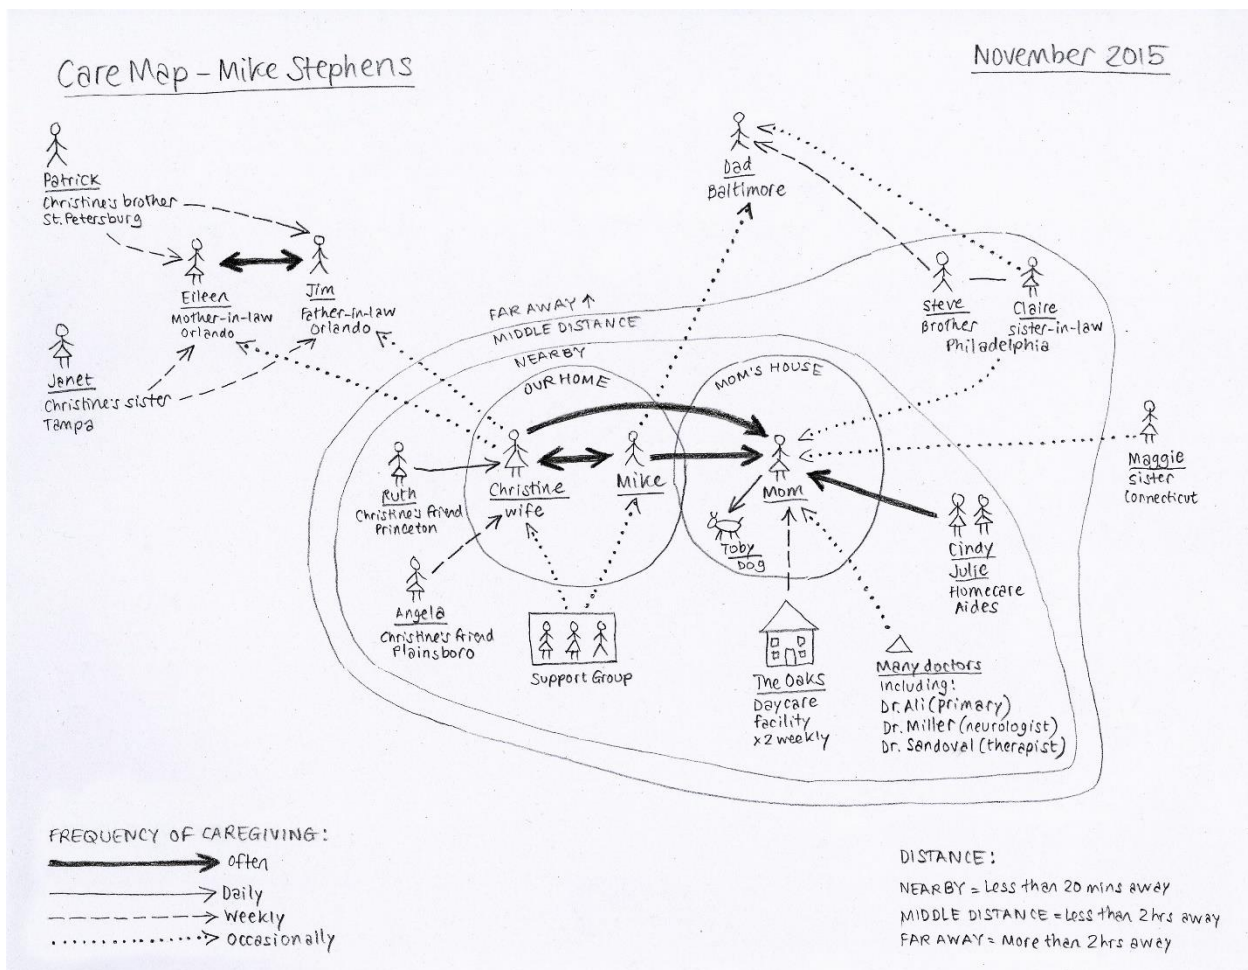 Care Map - Mike Stephens
November 2015
Patrick
Christine's brother
St. Petersburg
Dad
Baltimore
Eileen
Mother-in-law
Orlando
Jim
Father-in-law
Orlando
Steve
Brother
Claire
sister-in-law
Philadelphia
Janet
Christine's sister
Tampa
FAR AWAY ↑
MIDDLE DISTANCE
NEARBY
OUR HOME
MOM'S HOUSE
Ruth
Christine's friend
Princeton
Christine
wife
Mike
Mom
Toby
Dog
Maggie
Sister
Connecticut
Cindy
Julie
Homecare
Aides
Angela
Christine's friend
Plainsboro
Support Group
The Oaks
Daycare
facility
x2 weekly
Many doctors
including:
Dr. Ali (primary)
Dr. Miller (neurologist)
Dr. Sandoval (therapist)
FREQUENCY OF CAREGIVING:
often
Daily
Weekly
Occasionally
DISTANCE:
NEARBY = Less than 20 mins away
MIDDLE DISTANCE = Less than 2hrs away
FAR AWAY = More than 2hrs away